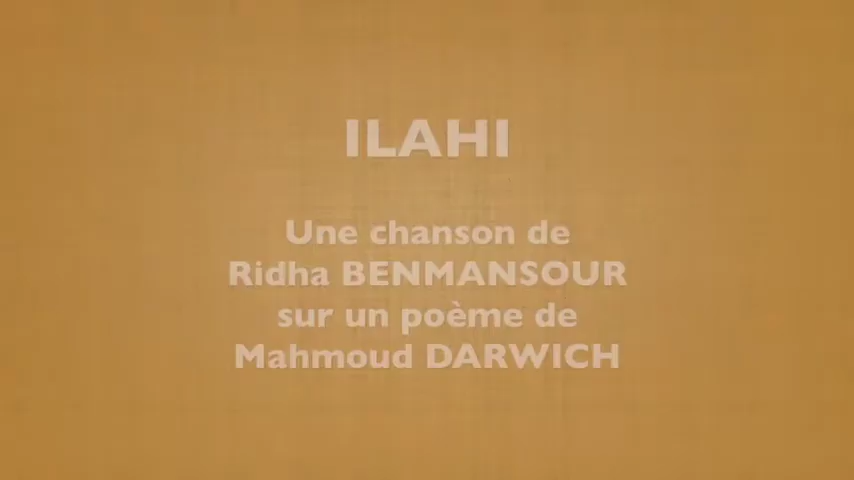 ILAHI
Une chanson de
Ridha BENMANSOUR
sur un poème de
Mahmoud DARWICH